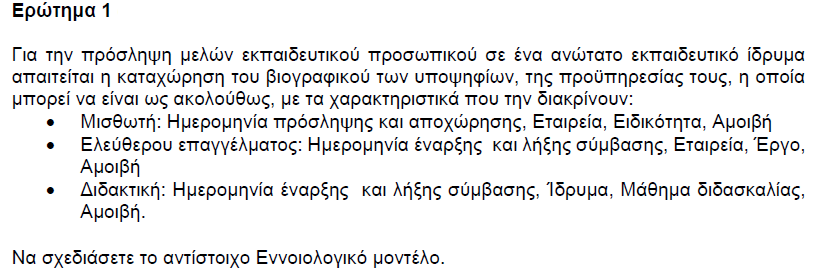 Ερώτημα 1
Για την πρόσληψη μελών εκπαιδευτικού προσωπικού σε ένα ανώτατο εκπαιδευτικό ίδρυμα
απαιτείται η καταχώρηση του βιογραφικού των υποψηφίων, της προϋπηρεσίας τους, η οποία
μπορεί να είναι ως ακολούθως, με τα χαρακτηριστικά που την διακρίνουν:
• Μισθωτή: Ημερομηνία πρόσληψης και αποχώρησης, Εταιρεία, Ειδικότητα, Αμοιβή
• Ελεύθερου επαγγέλματος: Ημερομηνία έναρξης και λήξης σύμβασης, Εταιρεία, Έργο,
Αμοιβή
• Διδακτική: Ημερομηνία έναρξης και λήξης σύμβασης, Ίδρυμα, Μάθημα διδασκαλίας,
Αμοιβή.
Να σχεδιάσετε το αντίστοιχο Εννοιολογικό μοντέλο.